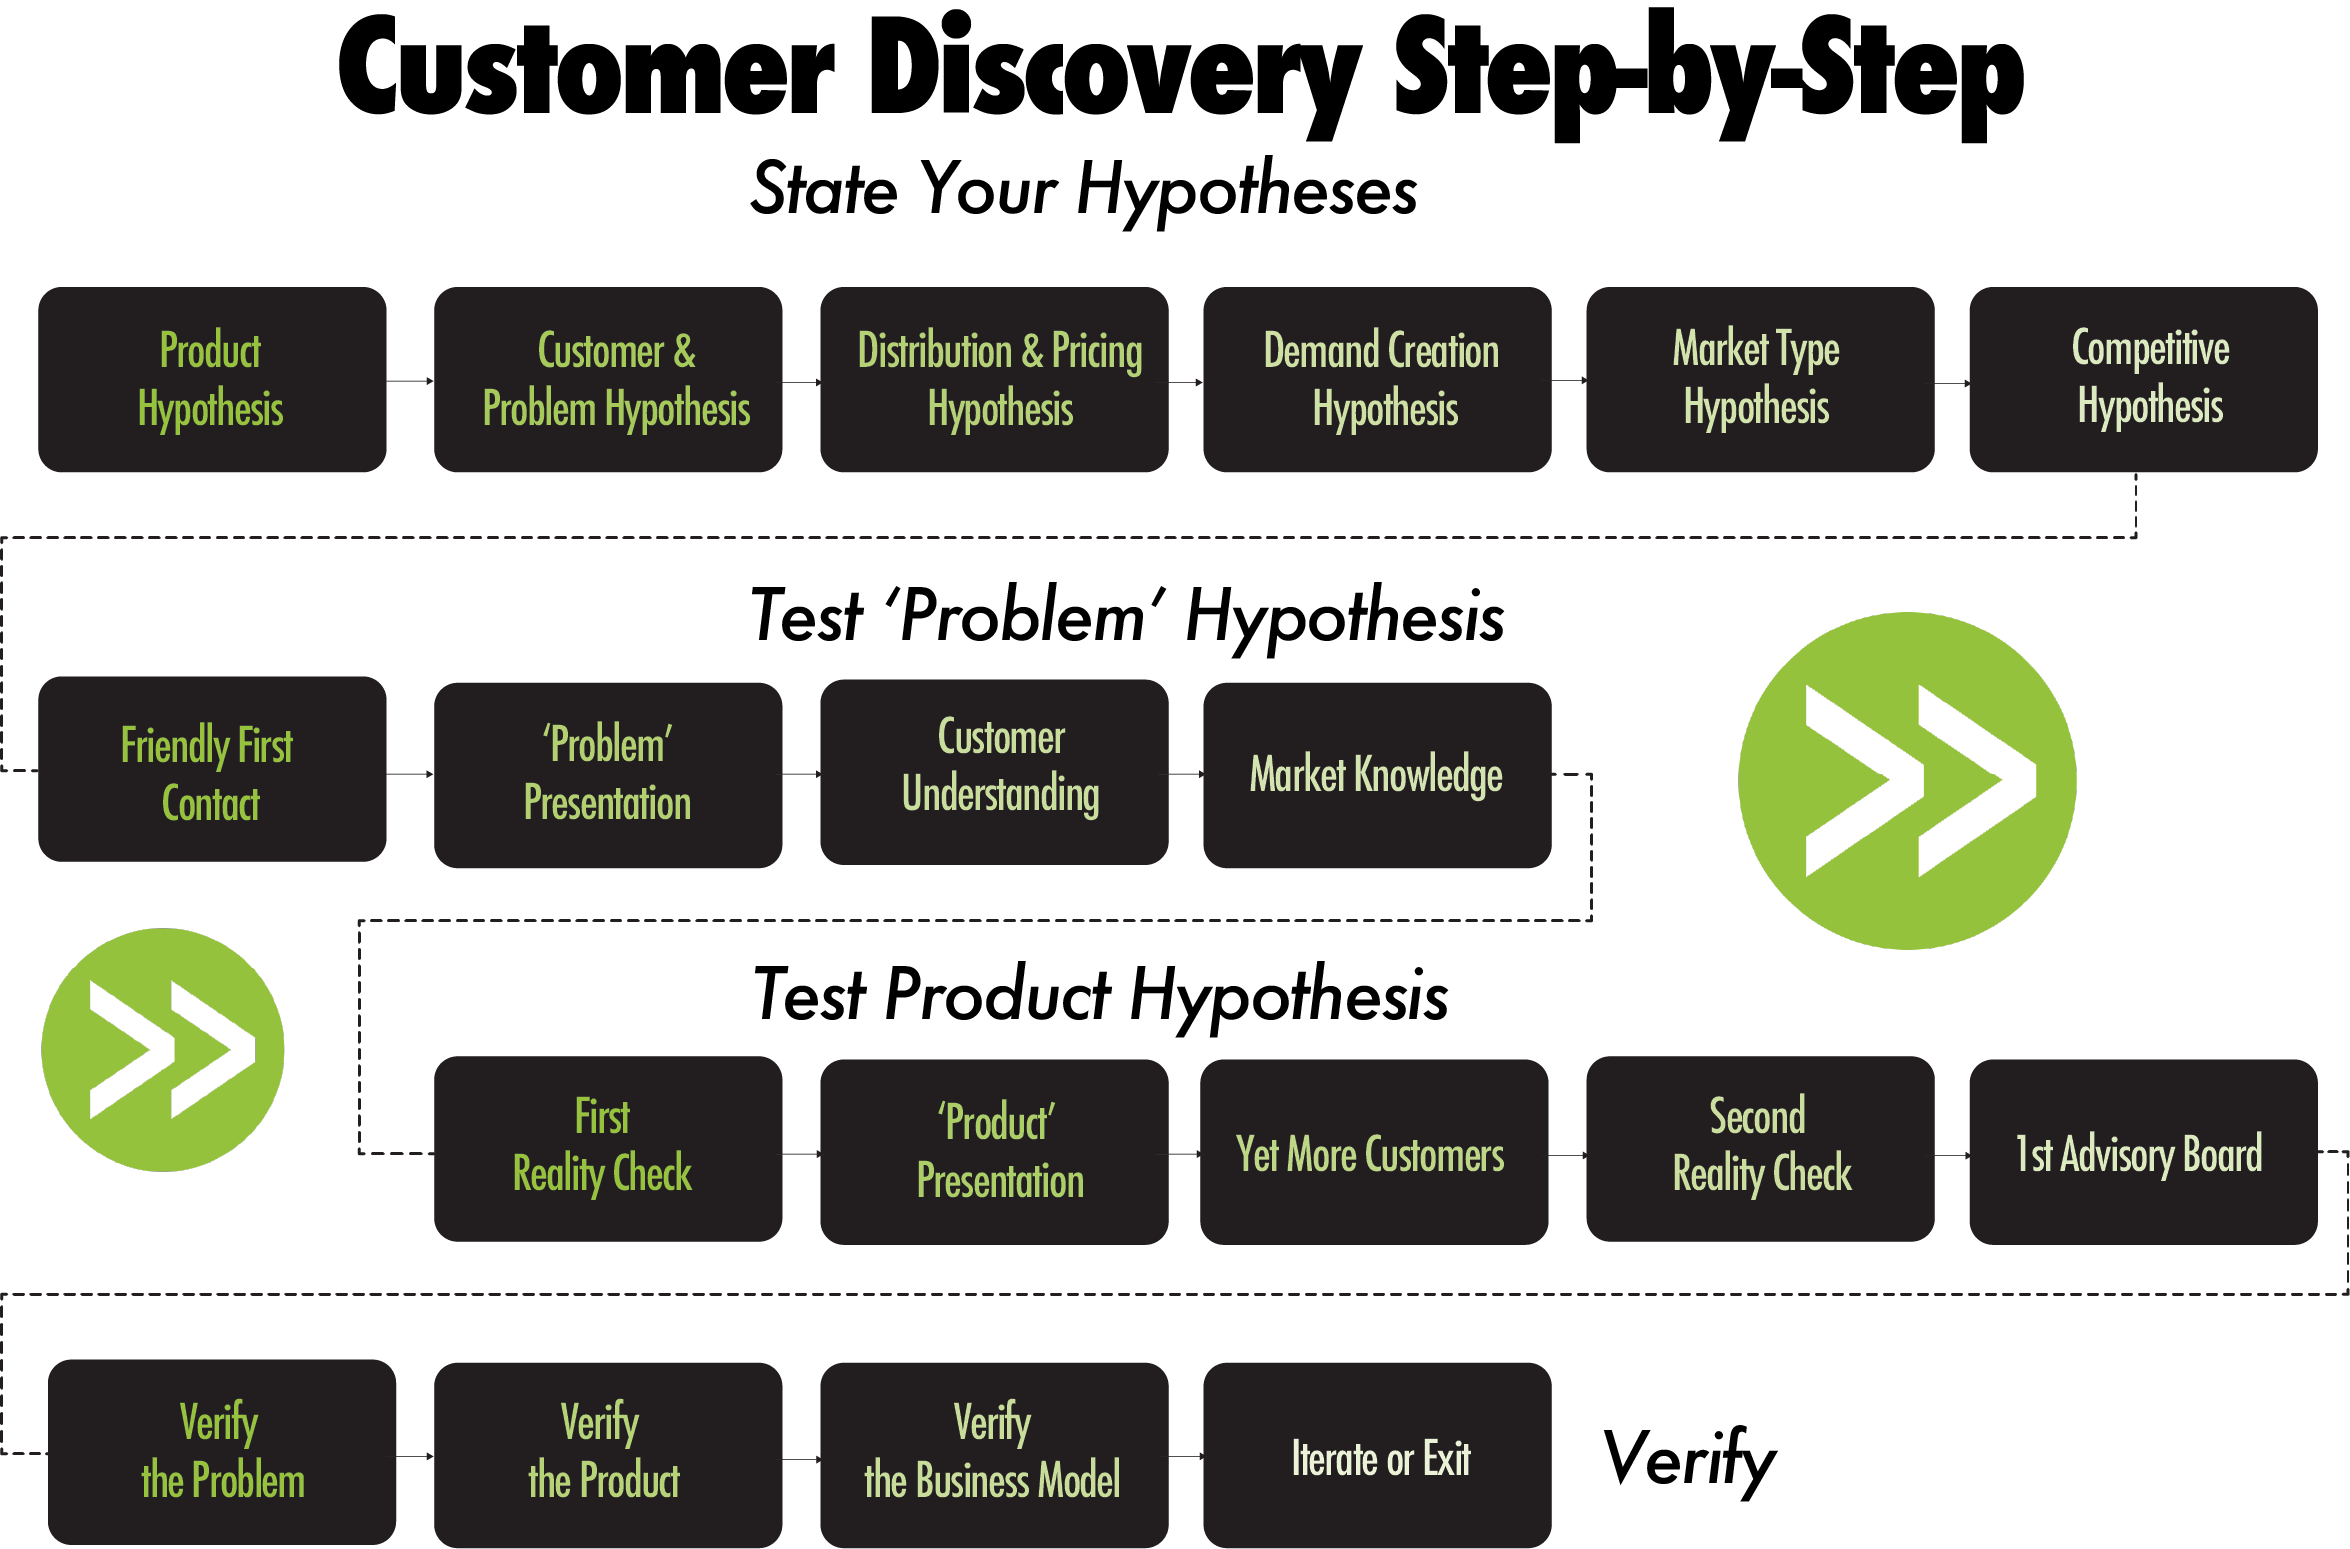 Customer Discovery Step-by-Step
State Your Hypotheses
Product
Hypothesis
Customer &
Problem Hypothesis
Distribution & Pricing
Hypothesis
Demand Creation
Hypothesis
Market Type
Hypothesis
Competitive
Hypothesis
Test ‘Problem’ Hypothesis
Friendly First
Contact
‘Problem’
Presentation
Customer
Understanding
Market Knowledge
Test Product Hypothesis
First
Reality Check
‘Product’
Presentation
Yet More Customers
Second
Reality Check
1st Advisory Board
Verify
the Problem
Verify
the Product
Verify
the Business Model
Iterate or Exit
Verify